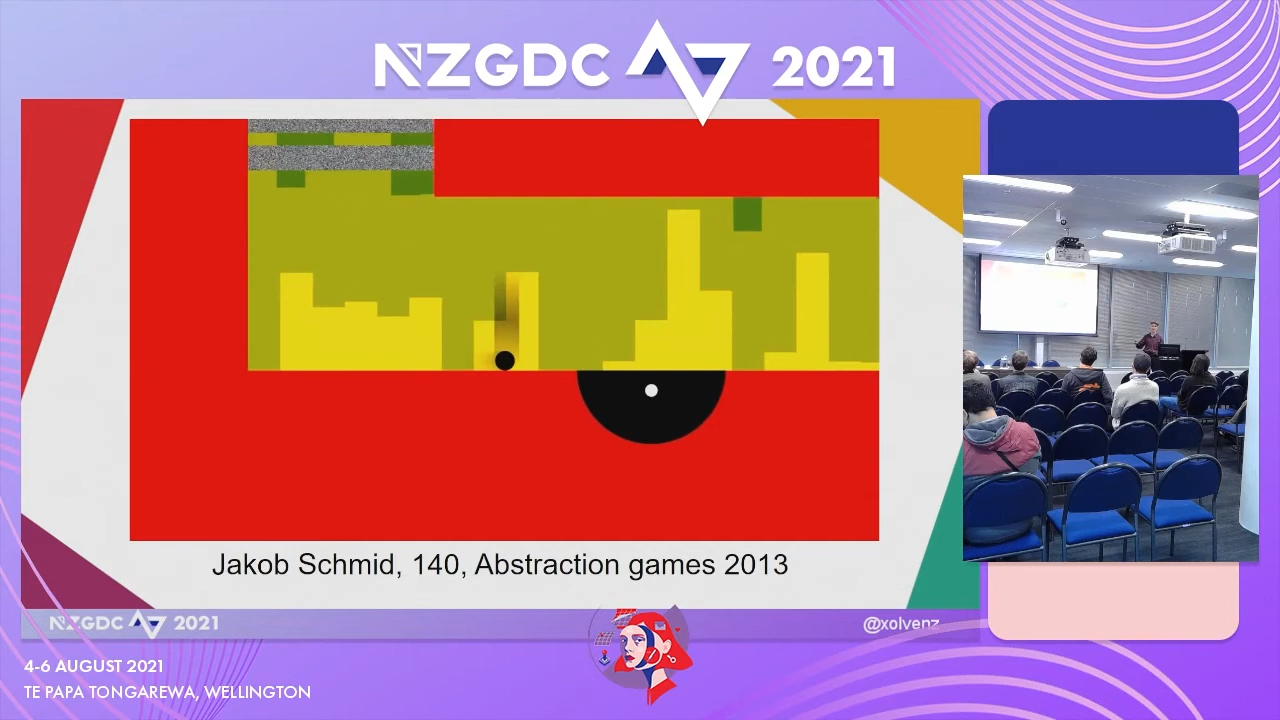 NZGDC 2021
Jakob Schmid, 140, Abstraction games 2013
NZGDC 2021
@xolvenz
4-6 AUGUST 2021
TE PAPA TONGAREWA, WELLINGTON